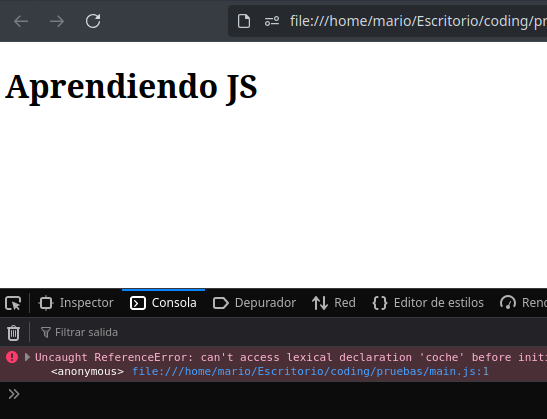 file:///home/mario/Escritorio/coding/pr
Aprendiendo JS
Inspector Consola Depurador Red Editor de estilos Ren
Filtrar salida
Uncaught ReferenceError: can't access lexical declaration 'coche' before initi
<anonymous> file:///home/mario/Escritorio/coding/pruebas/main.js:1